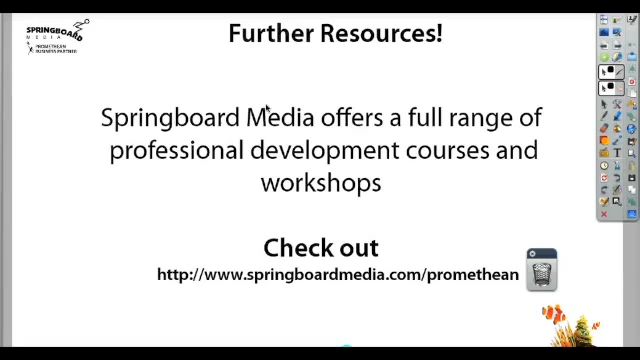 SPRINGBOARD
MEDIA
PROMETHEAN
BUSINESS PARTNER
Further Resources!
Springboard Media offers a full range of
professional development courses and
workshops
Check out
http://www.springboardmedia.com/promethean